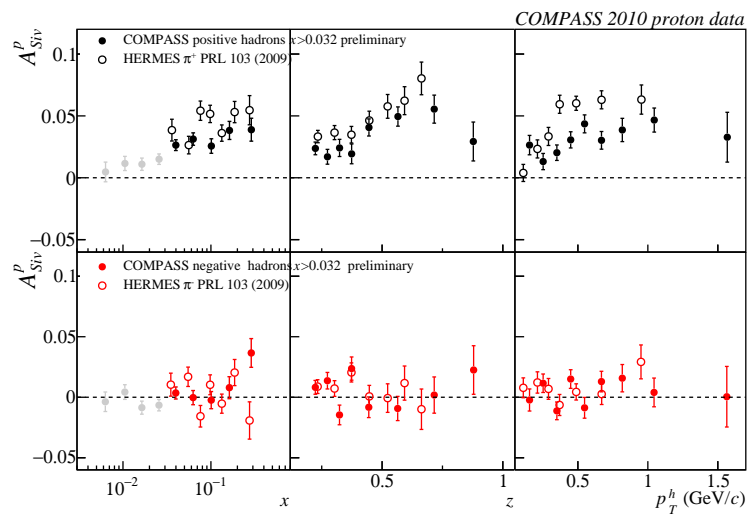 COMPASS 2010 proton data
A^p_Siv
COMPASS positive hadrons x>0.032 preliminary
HERMES π⁺ PRL 103 (2009)
0.1
0.05
0
−0.05
A^p_Siv
COMPASS negative hadrons x>0.032 preliminary
HERMES π⁻ PRL 103 (2009)
0.1
0.05
0
−0.05
10⁻² 10⁻¹ 0.5 1 0.5 1 1.5
x z p_T^h (GeV/c)